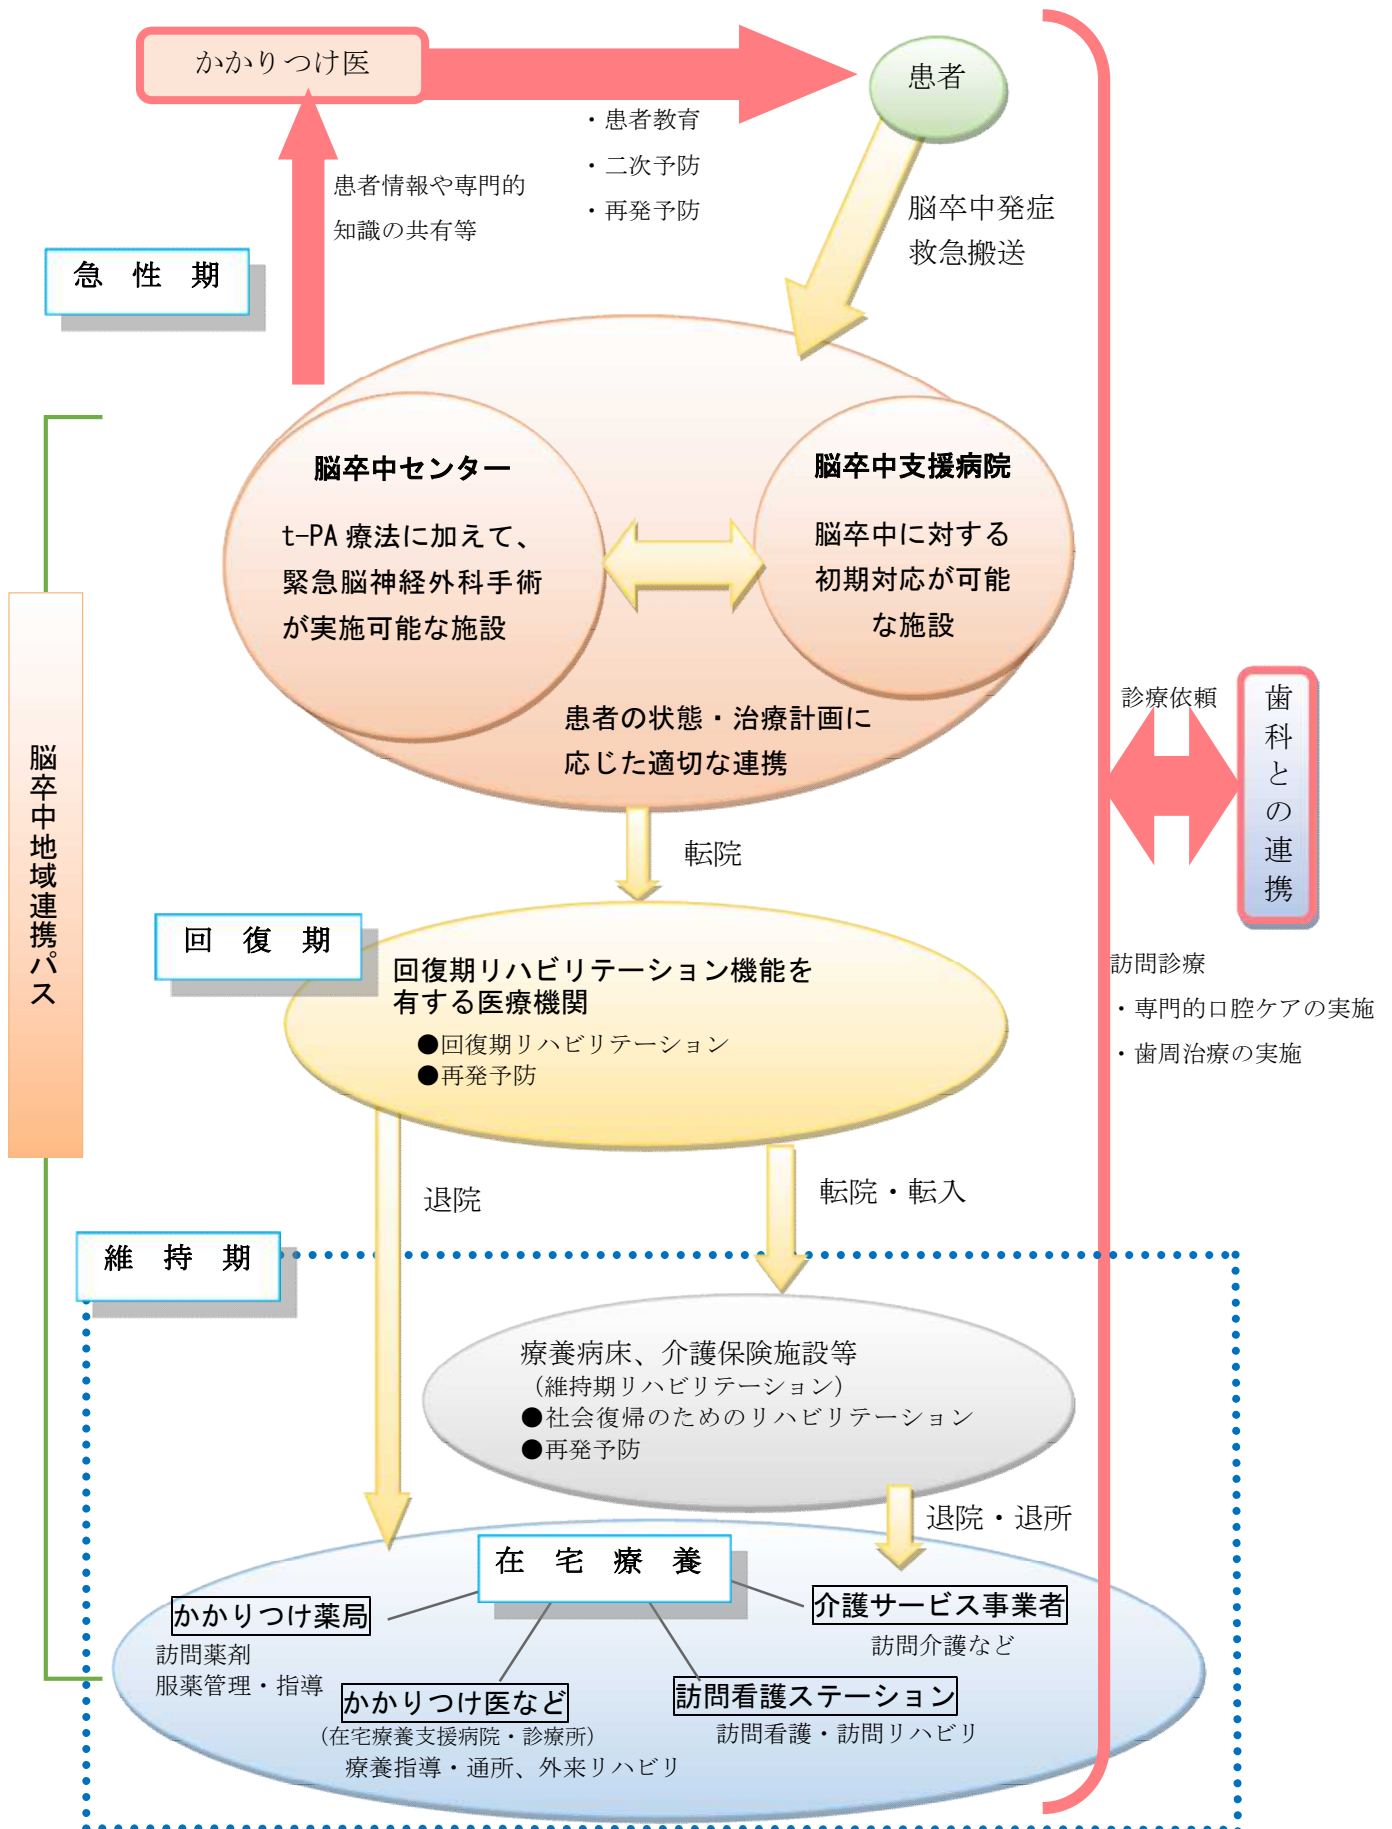 かかりつけ医
患者
・患者教育
・二次予防
・再発予防
患者情報や専門的
知識の共有等
脳卒中発症
救急搬送
急性期
脳卒中センター
t-PA 療法に加えて、
緊急脳神経外科手術
が実施可能な施設
脳卒中支援病院
脳卒中に対する
初期対応が可能
な施設
患者の状態・治療計画に
応じた適切な連携
脳卒中地域連携パス
診療依頼
歯科との連携
訪問診療
・専門的口腔ケアの実施
・歯周治療の実施
転院
回復期
回復期リハビリテーション機能を
有する医療機関
●回復期リハビリテーション
●再発予防
退院
転院・転入
維持期
療養病床、介護保険施設等
（維持期リハビリテーション）
●社会復帰のためのリハビリテーション
●再発予防
退院・退所
在宅療養
かかりつけ薬局
訪問薬剤
服薬管理・指導
かかりつけ医など
（在宅療養支援病院・診療所）
療養指導・通所、外来リハビリ
訪問看護ステーション
訪問看護・訪問リハビリ
介護サービス事業者
訪問介護など